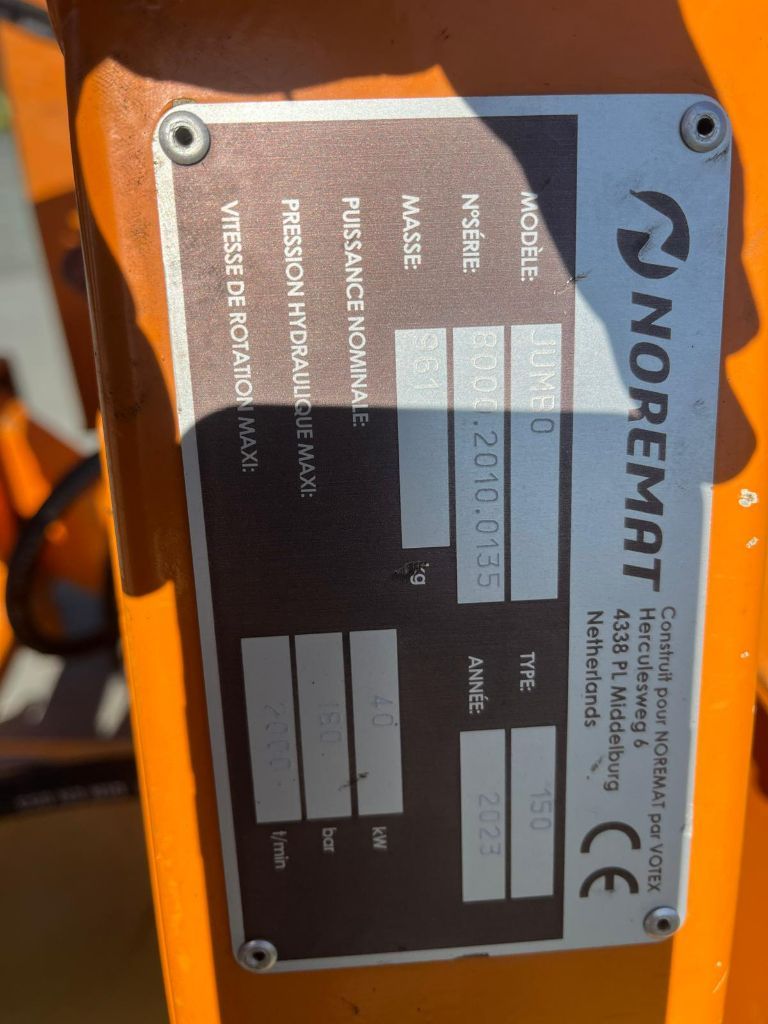 NOREMAT
Construit pour NOREMAT par VOTEX
Herculesweg 6
4338 PL Middelburg
Netherlands
CE
MODÈLE: JUMBO TYPE: 150
N°SÉRIE: 8000.2010.0135 ANNÉE: 2023
MASSE: 961 kg
PUISSANCE NOMINALE: 40 kW
PRESSION HYDRAULIQUE MAXI: 180 bar
VITESSE DE ROTATION MAXI: 2000 t/min